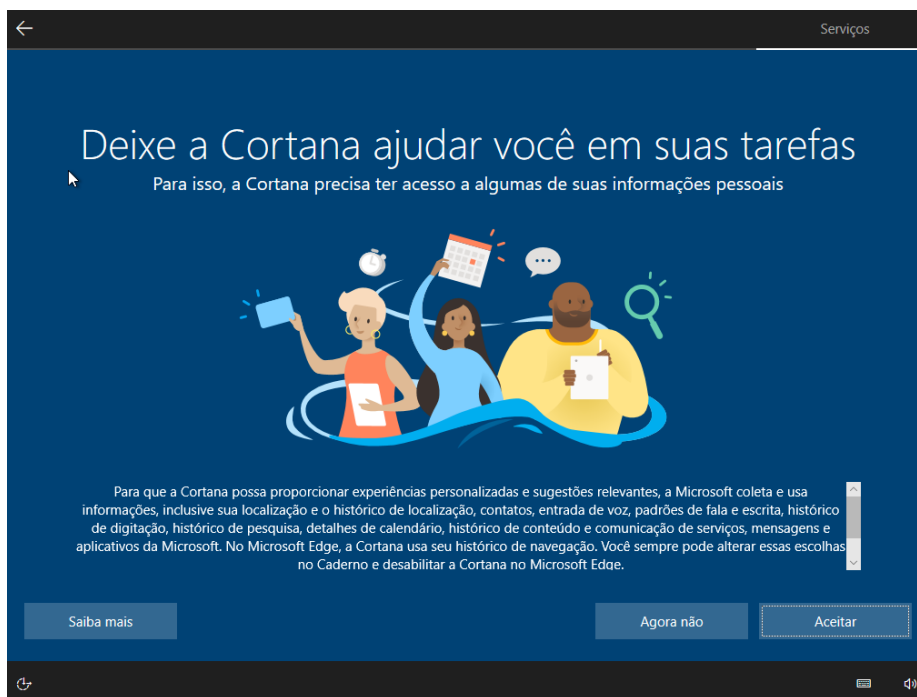 Serviços
Deixe a Cortana ajudar você em suas tarefas
Para isso, a Cortana precisa ter acesso a algumas de suas informações pessoais
Para que a Cortana possa proporcionar experiências personalizadas e sugestões relevantes, a Microsoft coleta e usa
informações, inclusive sua localização e o histórico de localização, contatos, entrada de voz, padrões de fala e escrita, histórico
de digitação, histórico de pesquisa, detalhes de calendário, histórico de conteúdo e comunicação de serviços, mensagens e
aplicativos da Microsoft. No Microsoft Edge, a Cortana usa seu histórico de navegação. Você sempre pode alterar essas escolhas
no Caderno e desabilitar a Cortana no Microsoft Edge.
Saiba mais
Agora não
Aceitar